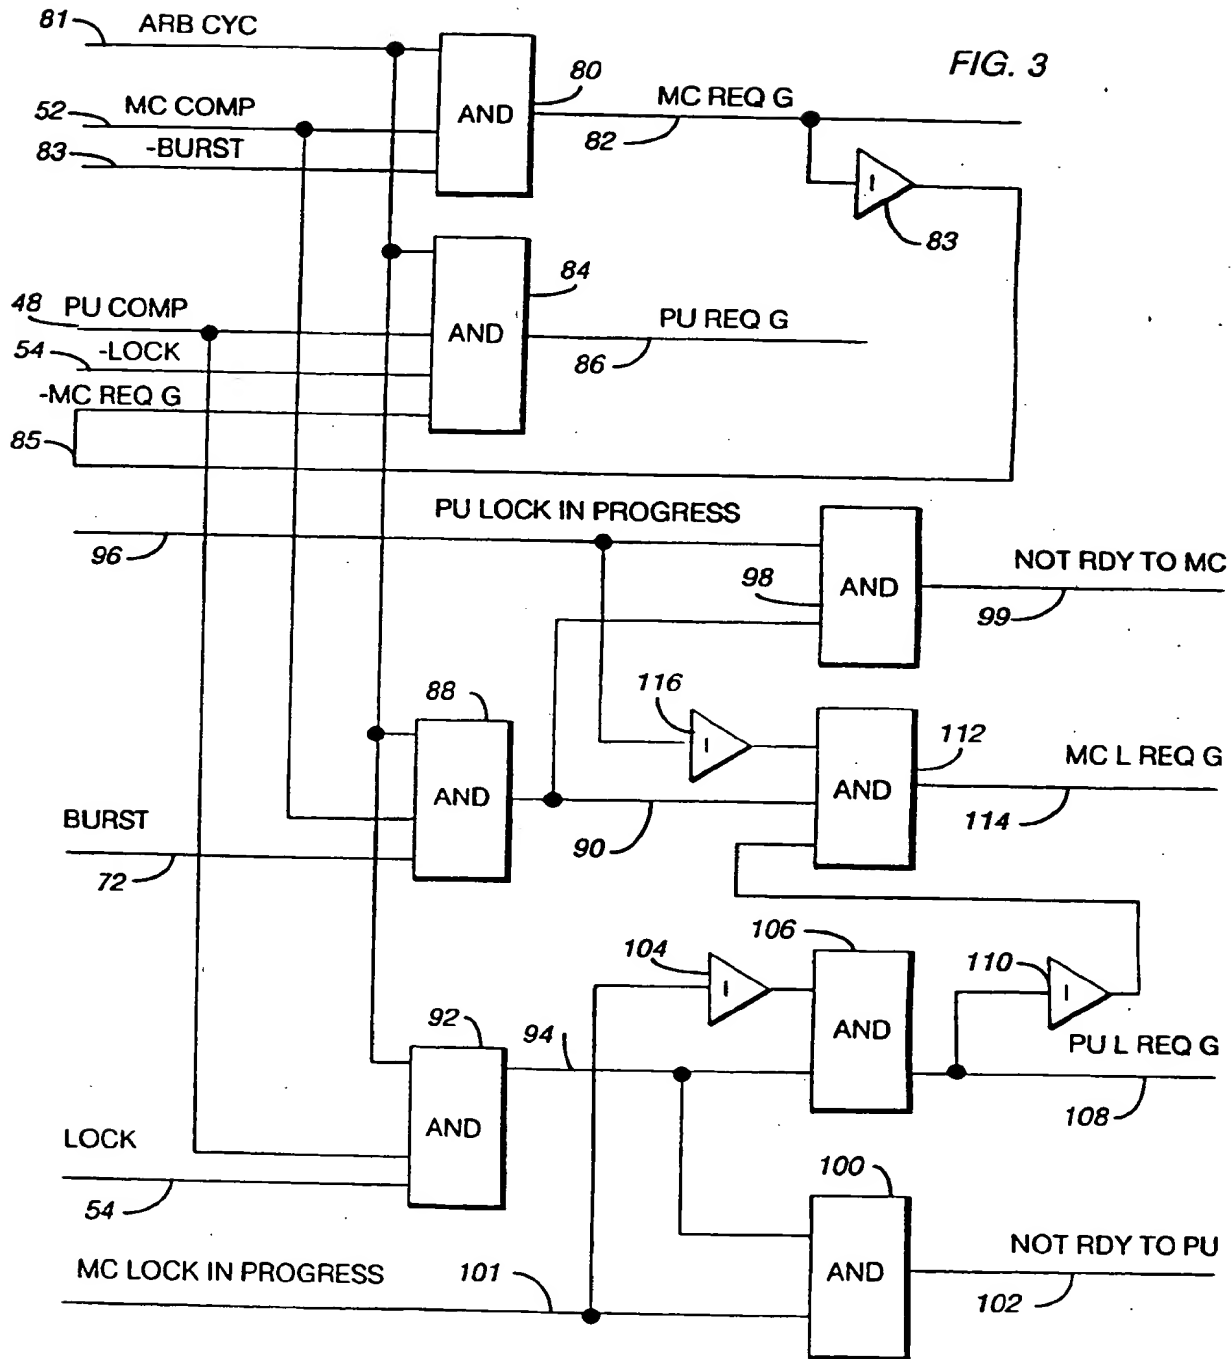 81 ARB CYC
FIG. 3
80
MC REQ G
52 MC COMP
AND
82
83 -BURST
I
83
84
48 PU COMP
AND
PU REQ G
86
54 -LOCK
-MC REQ G
85
PU LOCK IN PROGRESS
96
NOT RDY TO MC
98
AND
99
88
116
I
112
MC L REQ G
AND
AND
114
BURST
90
72
106
104
I
110
I
92
94
AND
PU L REQ G
108
AND
LOCK
100
54
NOT RDY TO PU
MC LOCK IN PROGRESS
101
AND
102